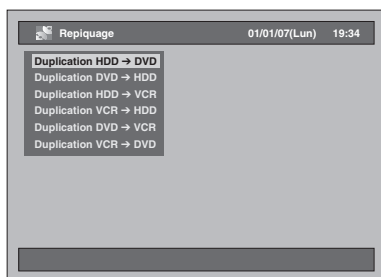 Repiquage 01/01/07(Lun) 19:34
Duplication HDD ➔ DVD
Duplication DVD ➔ HDD
Duplication HDD ➔ VCR
Duplication VCR ➔ HDD
Duplication DVD ➔ VCR
Duplication VCR ➔ DVD